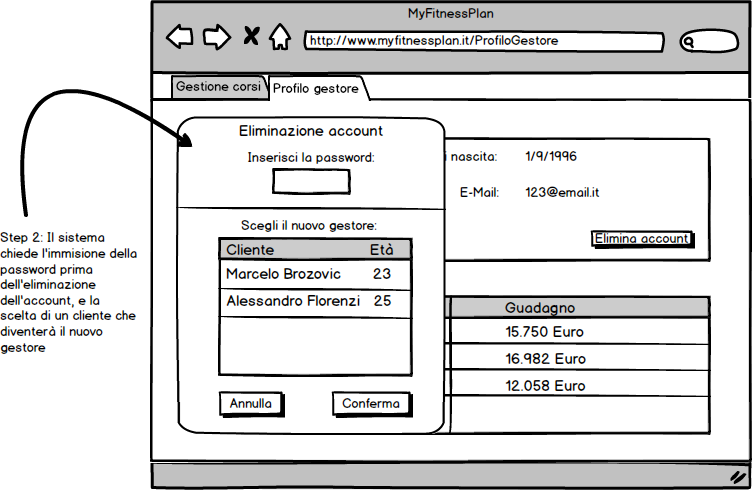 MyFitnessPlan
http://www.myfitnessplan.it/ProfiloGestore
Gestione corsi
Profilo gestore
Eliminazione account
Inserisci la password:
i nascita: 1/9/1996
E-Mail: 123@email.it
Elimina account
Scegli il nuovo gestore:
Cliente Età
Marcelo Brozovic 23
Alessandro Florenzi 25
Annulla
Conferma
Guadagno
15.750 Euro
16.982 Euro
12.058 Euro
Step 2: Il sistema
chiede l'immisione della
password prima
dell'eliminazione
dell'account, e la
scelta di un cliente che
diventerà il nuovo
gestore